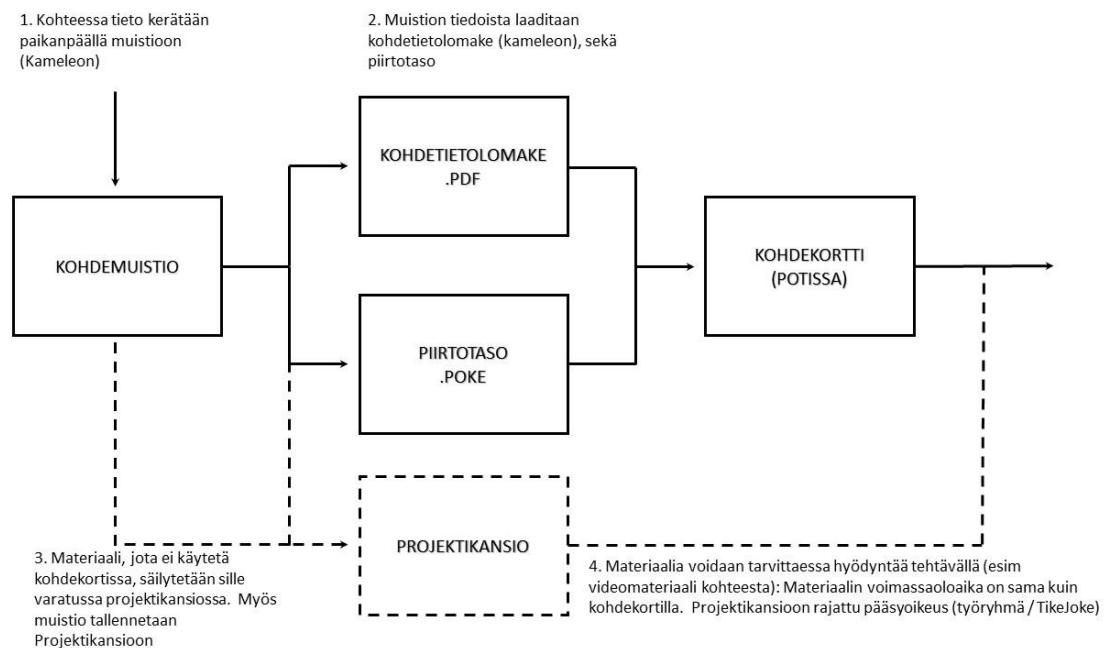 1. Kohteessa tieto kerätään
paikanpäällä muistioon
(Kameleon)
2. Muistion tiedoista laaditaan
kohdetietolomake (kameleon), sekä
piirtotaso
KOHDETIETOLOMAKE
.PDF
KOHDEMUISTIO
KOHDEKORTTI
(POTISSA)
PIIRTOTASO
.POKE
PROJEKTIKANSIO
3. Materiaali, jota ei käytetä
kohdekortissa, säilytetään sille
varatussa projektikansiossa. Myös
muistio tallennetaan
Projektikansioon
4. Materiaalia voidaan tarvittaessa hyödyntää tehtävällä (esim
videomateriaali kohteesta): Materiaalin voimassaoloaika on sama kuin
kohdekortilla. Projektikansioon rajattu pääsyoikeus (työryhmä / TikeJoke)